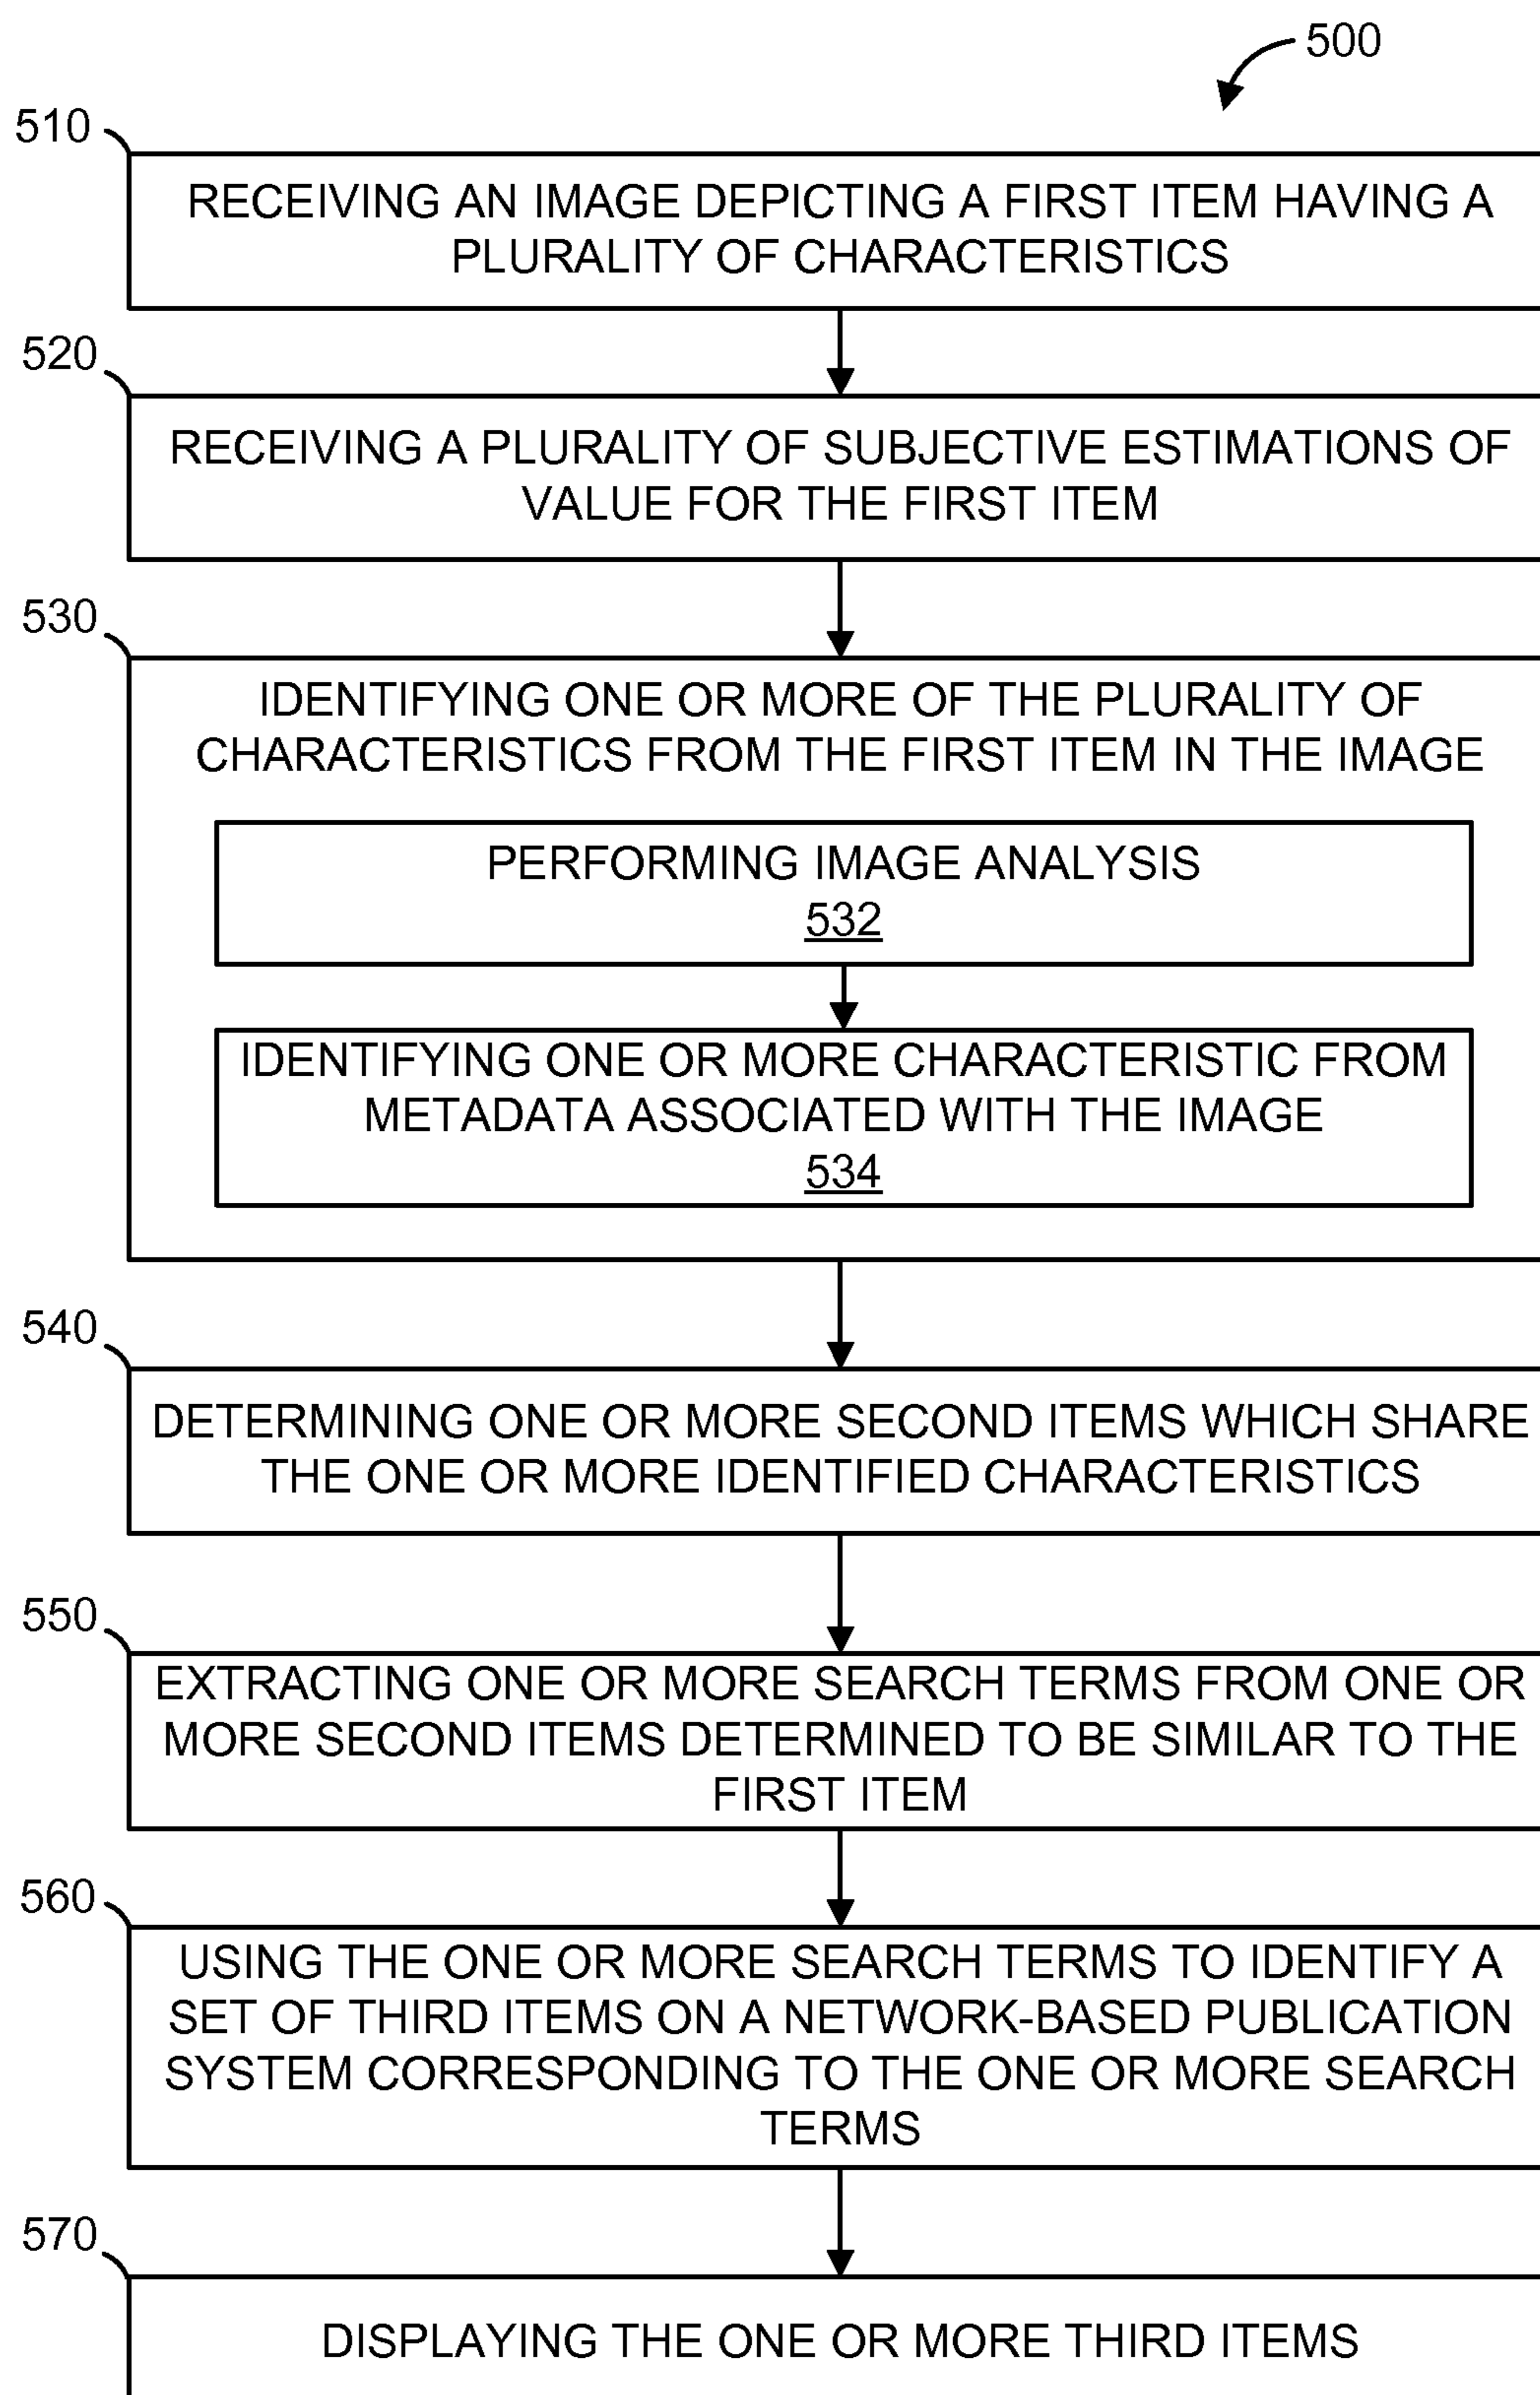 500
510
RECEIVING AN IMAGE DEPICTING A FIRST ITEM HAVING A
PLURALITY OF CHARACTERISTICS
520
RECEIVING A PLURALITY OF SUBJECTIVE ESTIMATIONS OF
VALUE FOR THE FIRST ITEM
530
IDENTIFYING ONE OR MORE OF THE PLURALITY OF
CHARACTERISTICS FROM THE FIRST ITEM IN THE IMAGE
PERFORMING IMAGE ANALYSIS
532
IDENTIFYING ONE OR MORE CHARACTERISTIC FROM
METADATA ASSOCIATED WITH THE IMAGE
534
540
DETERMINING ONE OR MORE SECOND ITEMS WHICH SHARE
THE ONE OR MORE IDENTIFIED CHARACTERISTICS
550
EXTRACTING ONE OR MORE SEARCH TERMS FROM ONE OR
MORE SECOND ITEMS DETERMINED TO BE SIMILAR TO THE
FIRST ITEM
560
USING THE ONE OR MORE SEARCH TERMS TO IDENTIFY A
SET OF THIRD ITEMS ON A NETWORK-BASED PUBLICATION
SYSTEM CORRESPONDING TO THE ONE OR MORE SEARCH
TERMS
570
DISPLAYING THE ONE OR MORE THIRD ITEMS